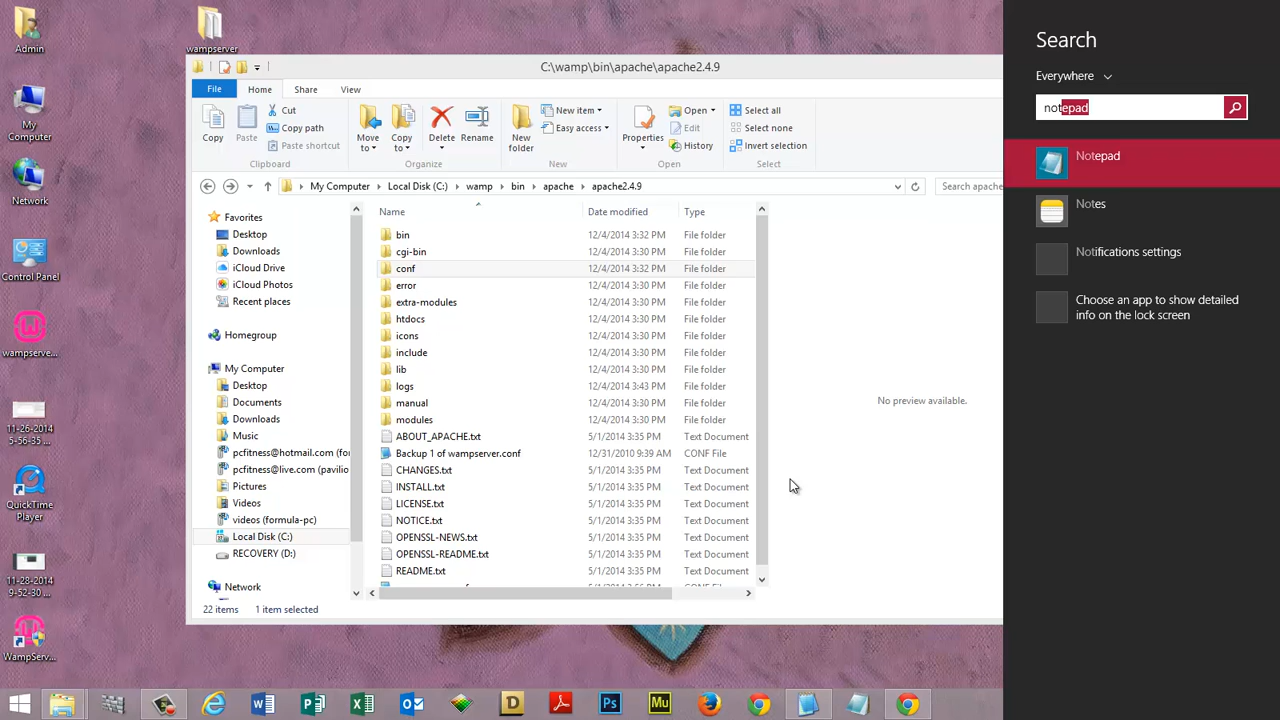 Admin
My
Computer
Network
Control Panel
wampserve...
11-26-2014
5-56-35 ...
QuickTime
Player
11-28-2014
9-52-30 ...
WampServ...
wampserver
C:\wamp\bin\apache\apache2.4.9
File
Home
Share
View
Copy
Paste
Cut
Copy path
Paste shortcut
Clipboard
Move
to
Copy
to
Delete
Rename
Organize
New
folder
New item
Easy access
New
Properties
Open
Edit
History
Open
Select all
Select none
Invert selection
Select
My Computer
Local Disk (C:)
wamp
bin
apache
apache2.4.9
Search apache
Favorites
Desktop
Downloads
iCloud Drive
iCloud Photos
Recent places
Homegroup
My Computer
Desktop
Documents
Downloads
Music
pcfitness@hotmail.com (fo
pcfitness@live.com (pavilio
Pictures
Videos
videos (formula-pc)
Local Disk (C:)
RECOVERY (D:)
Network
Name Date modified Type
bin 12/4/2014 3:32 PM File folder
cgi-bin 12/4/2014 3:30 PM File folder
conf 12/4/2014 3:32 PM File folder
error 12/4/2014 3:30 PM File folder
extra-modules 12/4/2014 3:30 PM File folder
htdocs 12/4/2014 3:30 PM File folder
icons 12/4/2014 3:30 PM File folder
include 12/4/2014 3:30 PM File folder
lib 12/4/2014 3:30 PM File folder
logs 12/4/2014 3:43 PM File folder
manual 12/4/2014 3:30 PM File folder
modules 12/4/2014 3:30 PM File folder
ABOUT_APACHE.txt 5/1/2014 3:35 PM Text Document
Backup 1 of wampserver.conf 12/31/2010 9:39 AM CONF File
CHANGES.txt 5/1/2014 3:35 PM Text Document
INSTALL.txt 5/1/2014 3:35 PM Text Document
LICENSE.txt 5/1/2014 3:35 PM Text Document
NOTICE.txt 5/1/2014 3:35 PM Text Document
OPENSSL-NEWS.txt 5/1/2014 3:35 PM Text Document
OPENSSL-README.txt 5/1/2014 3:35 PM Text Document
README.txt 5/1/2014 3:35 PM Text Document
No preview available.
22 items 1 item selected
Search
Everywhere
notepad
Notepad
Notes
Notifications settings
Choose an app to show detailed
info on the lock screen
Ps
Mu